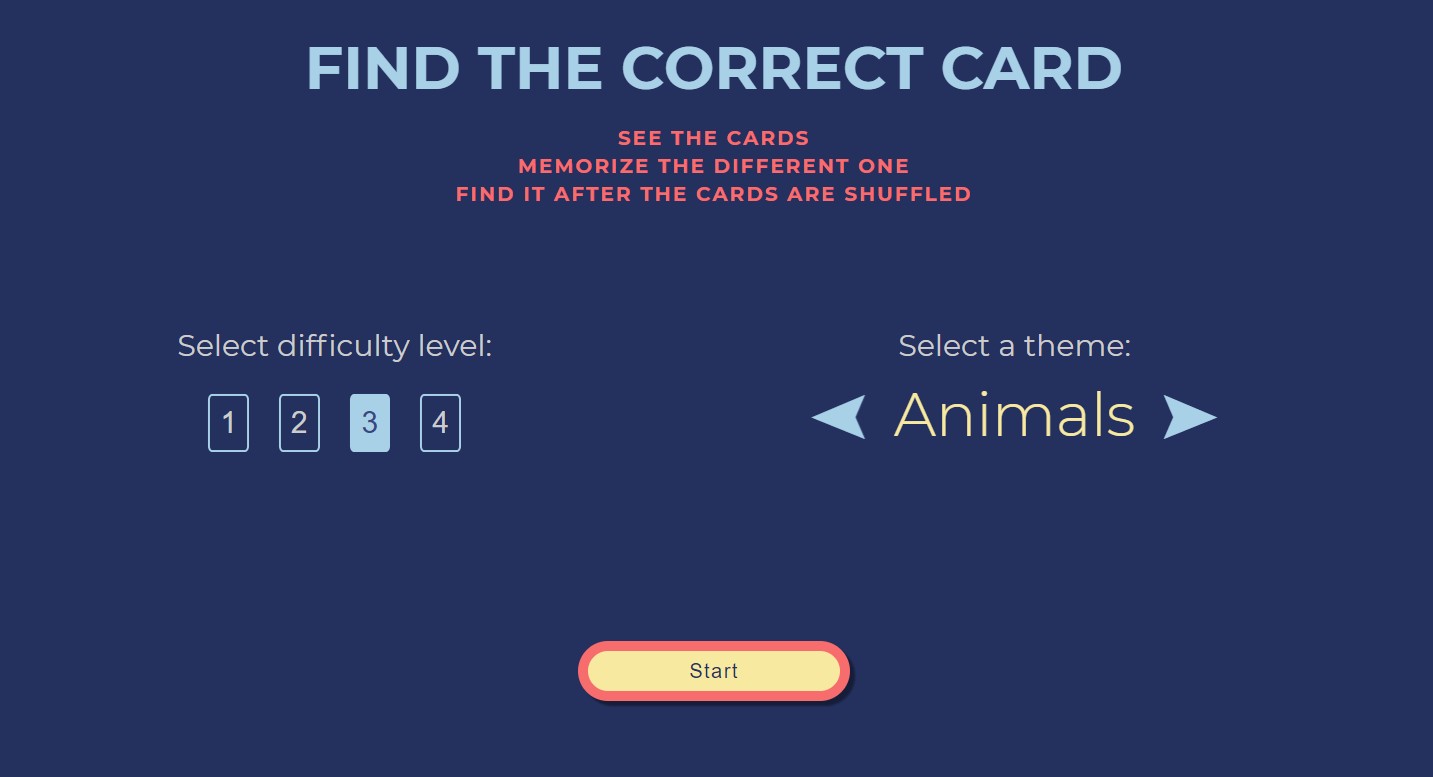 FIND THE CORRECT CARD
SEE THE CARDS
MEMORIZE THE DIFFERENT ONE
FIND IT AFTER THE CARDS ARE SHUFFLED
Select difficulty level:
1 2 3 4
Select a theme:
Animals
Start